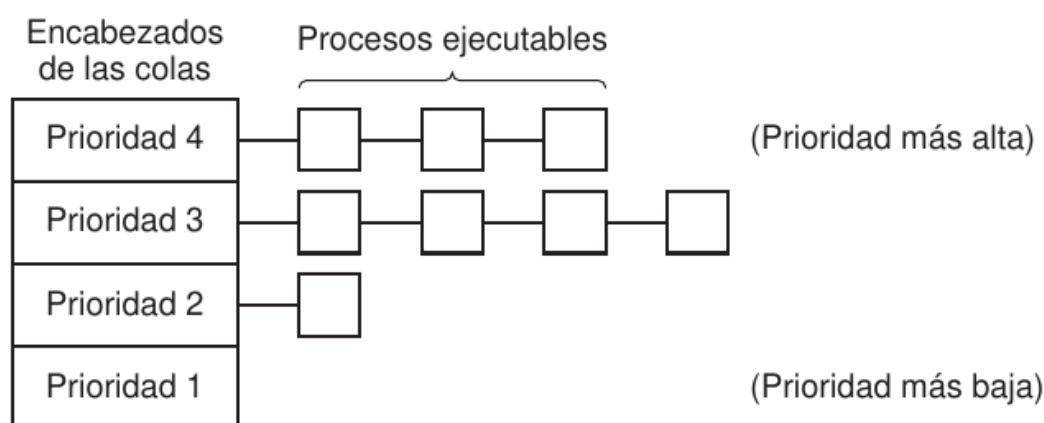 Encabezados
de las colas
Procesos ejecutables
Prioridad 4
(Prioridad más alta)
Prioridad 3
Prioridad 2
Prioridad 1
(Prioridad más baja)